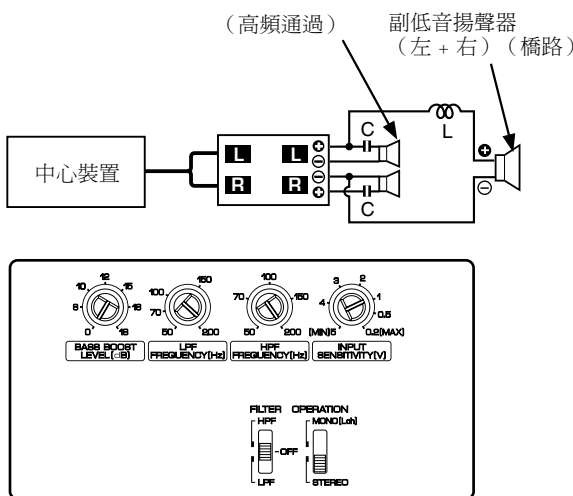 （高頻通過）
副低音揚聲器
（左 + 右）（橋路）
中心裝置
L L
R R
C
C
L
0 8 10 12 15 16 18
BASS BOOST
LEVEL(dB)
50 70 100 150 200
LPF
FREQUENCY(Hz)
50 70 100 150 200
HPF
FREQUENCY(Hz)
(MIN)5 4 3 2 1 0.5 0.2(MAX)
INPUT
SENSITIVITY(V)
FILTER OPERATION
HPF MONO(Lch)
OFF
LPF STEREO